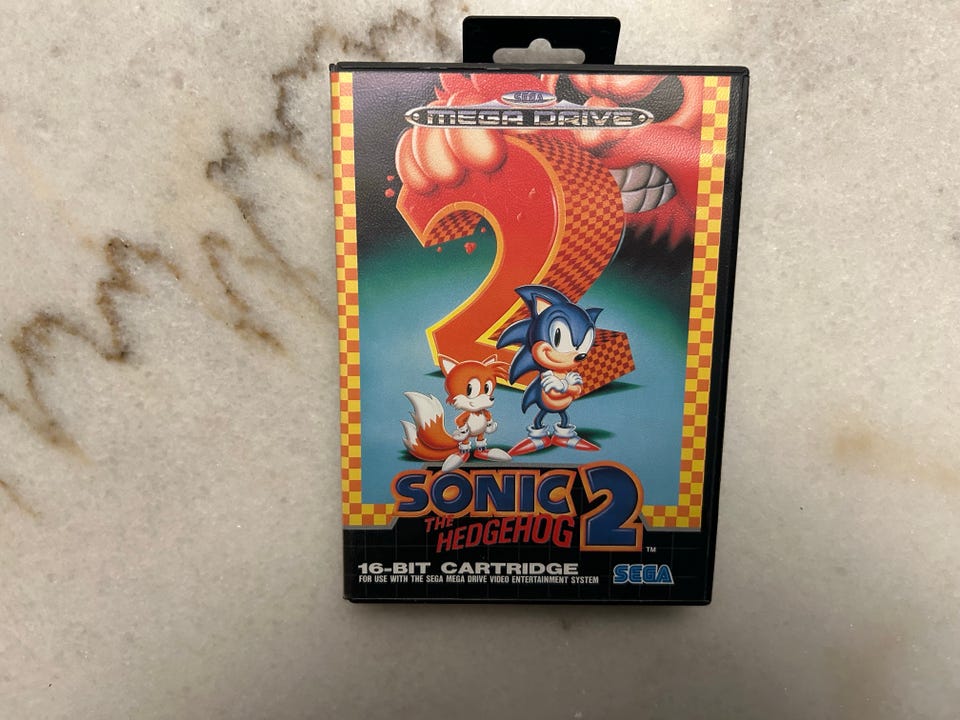 SEGA
MEGA DRIVE
SONIC
THE
HEDGEHOG 2
TM
16-BIT CARTRIDGE
FOR USE WITH THE SEGA MEGA DRIVE VIDEO ENTERTAINMENT SYSTEM
SEGA